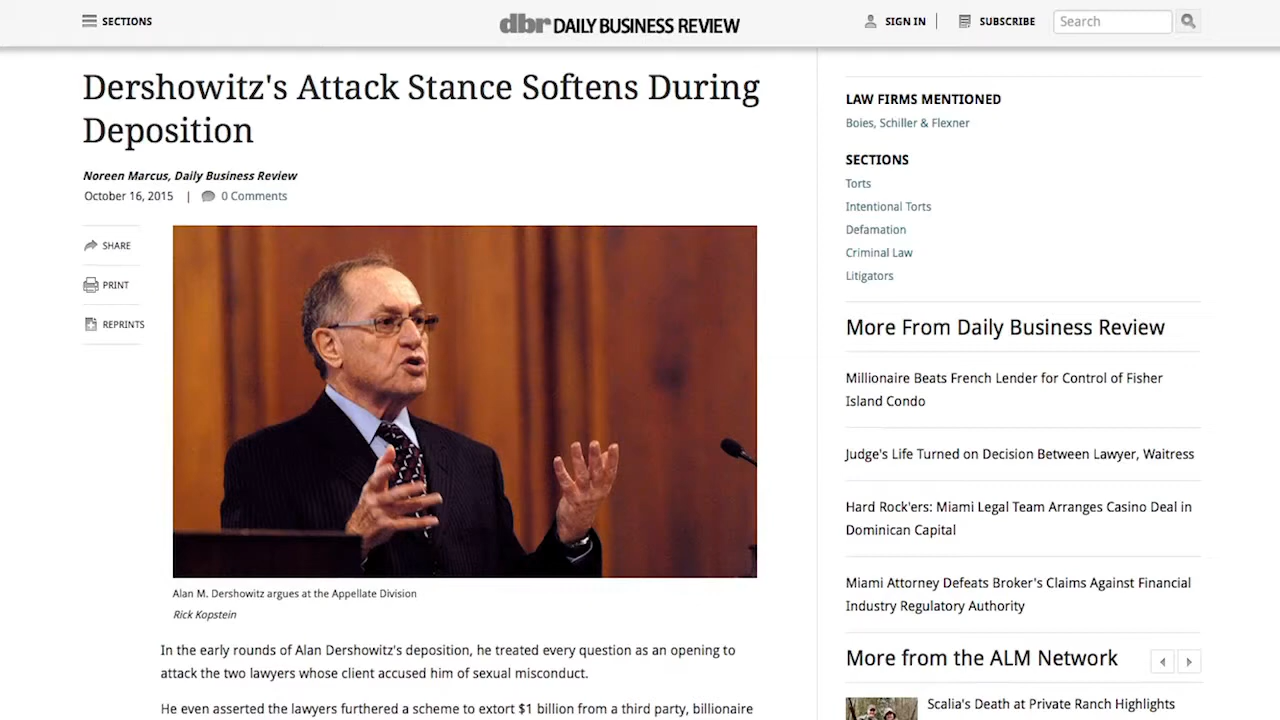 SECTIONS
dbr DAILY BUSINESS REVIEW
SIGN IN
SUBSCRIBE
Search
Dershowitz's Attack Stance Softens During
Deposition
Noreen Marcus, Daily Business Review
October 16, 2015 | 0 Comments
SHARE
PRINT
REPRINTS
Alan M. Dershowitz argues at the Appellate Division
Rick Kopstein
In the early rounds of Alan Dershowitz's deposition, he treated every question as an opening to
attack the two lawyers whose client accused him of sexual misconduct.
He even asserted the lawyers furthered a scheme to extort $1 billion from a third party, billionaire
LAW FIRMS MENTIONED
Boies, Schiller & Flexner
SECTIONS
Torts
Intentional Torts
Defamation
Criminal Law
Litigators
More From Daily Business Review
Millionaire Beats French Lender for Control of Fisher
Island Condo
Judge's Life Turned on Decision Between Lawyer, Waitress
Hard Rock'ers: Miami Legal Team Arranges Casino Deal in
Dominican Capital
Miami Attorney Defeats Broker's Claims Against Financial
Industry Regulatory Authority
More from the ALM Network
Scalia's Death at Private Ranch Highlights